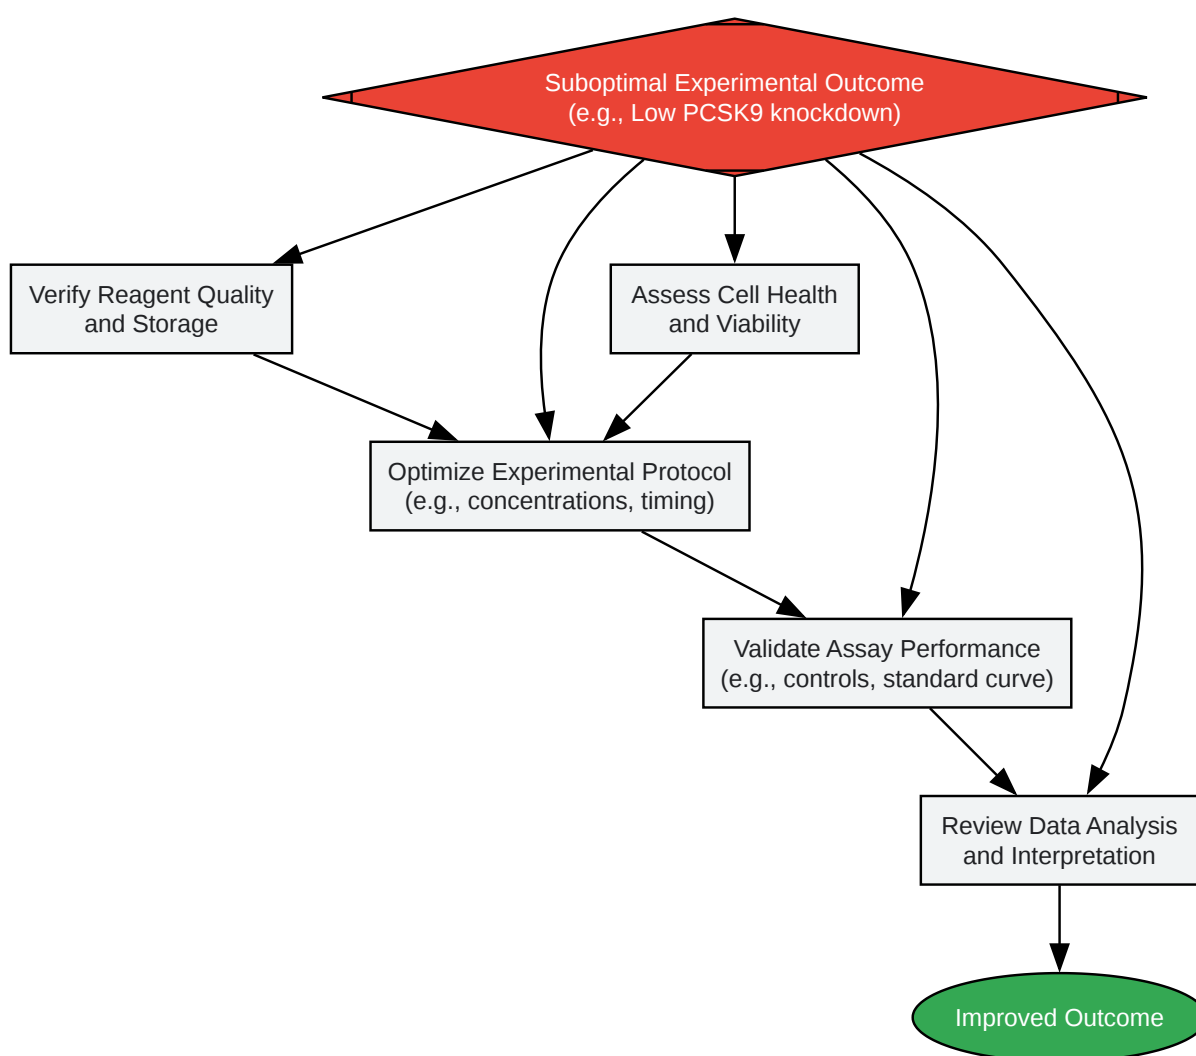 Suboptimal Experimental Outcome
(e.g., Low PCSK9 knockdown)
Verify Reagent Quality
and Storage
Assess Cell Health
and Viability
Optimize Experimental Protocol
(e.g., concentrations, timing)
Validate Assay Performance
(e.g., controls, standard curve)
Review Data Analysis
and Interpretation
Improved Outcome